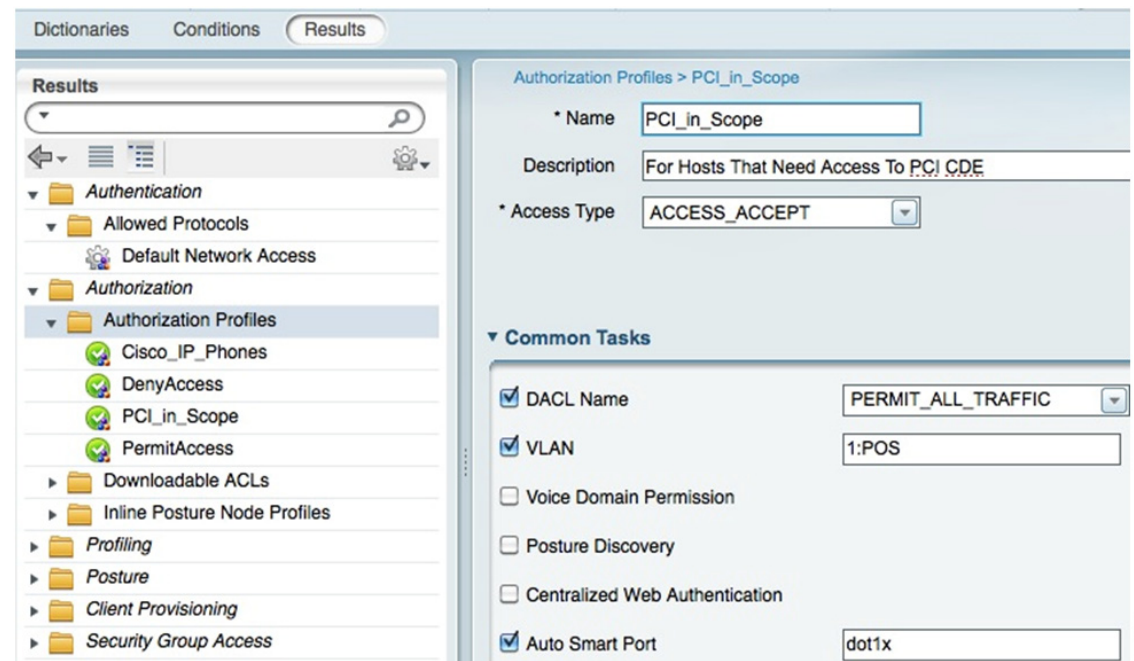 Dictionaries Conditions Results
Results
Authentication
Allowed Protocols
Default Network Access
Authorization
Authorization Profiles
Cisco_IP_Phones
DenyAccess
PCI_in_Scope
PermitAccess
Downloadable ACLs
Inline Posture Node Profiles
Profiling
Posture
Client Provisioning
Security Group Access
Authorization Profiles > PCI_in_Scope
* Name PCI_in_Scope
Description For Hosts That Need Access To PCI CDE
* Access Type ACCESS_ACCEPT
Common Tasks
DACL Name PERMIT_ALL_TRAFFIC
VLAN 1:POS
Voice Domain Permission
Posture Discovery
Centralized Web Authentication
Auto Smart Port dot1x